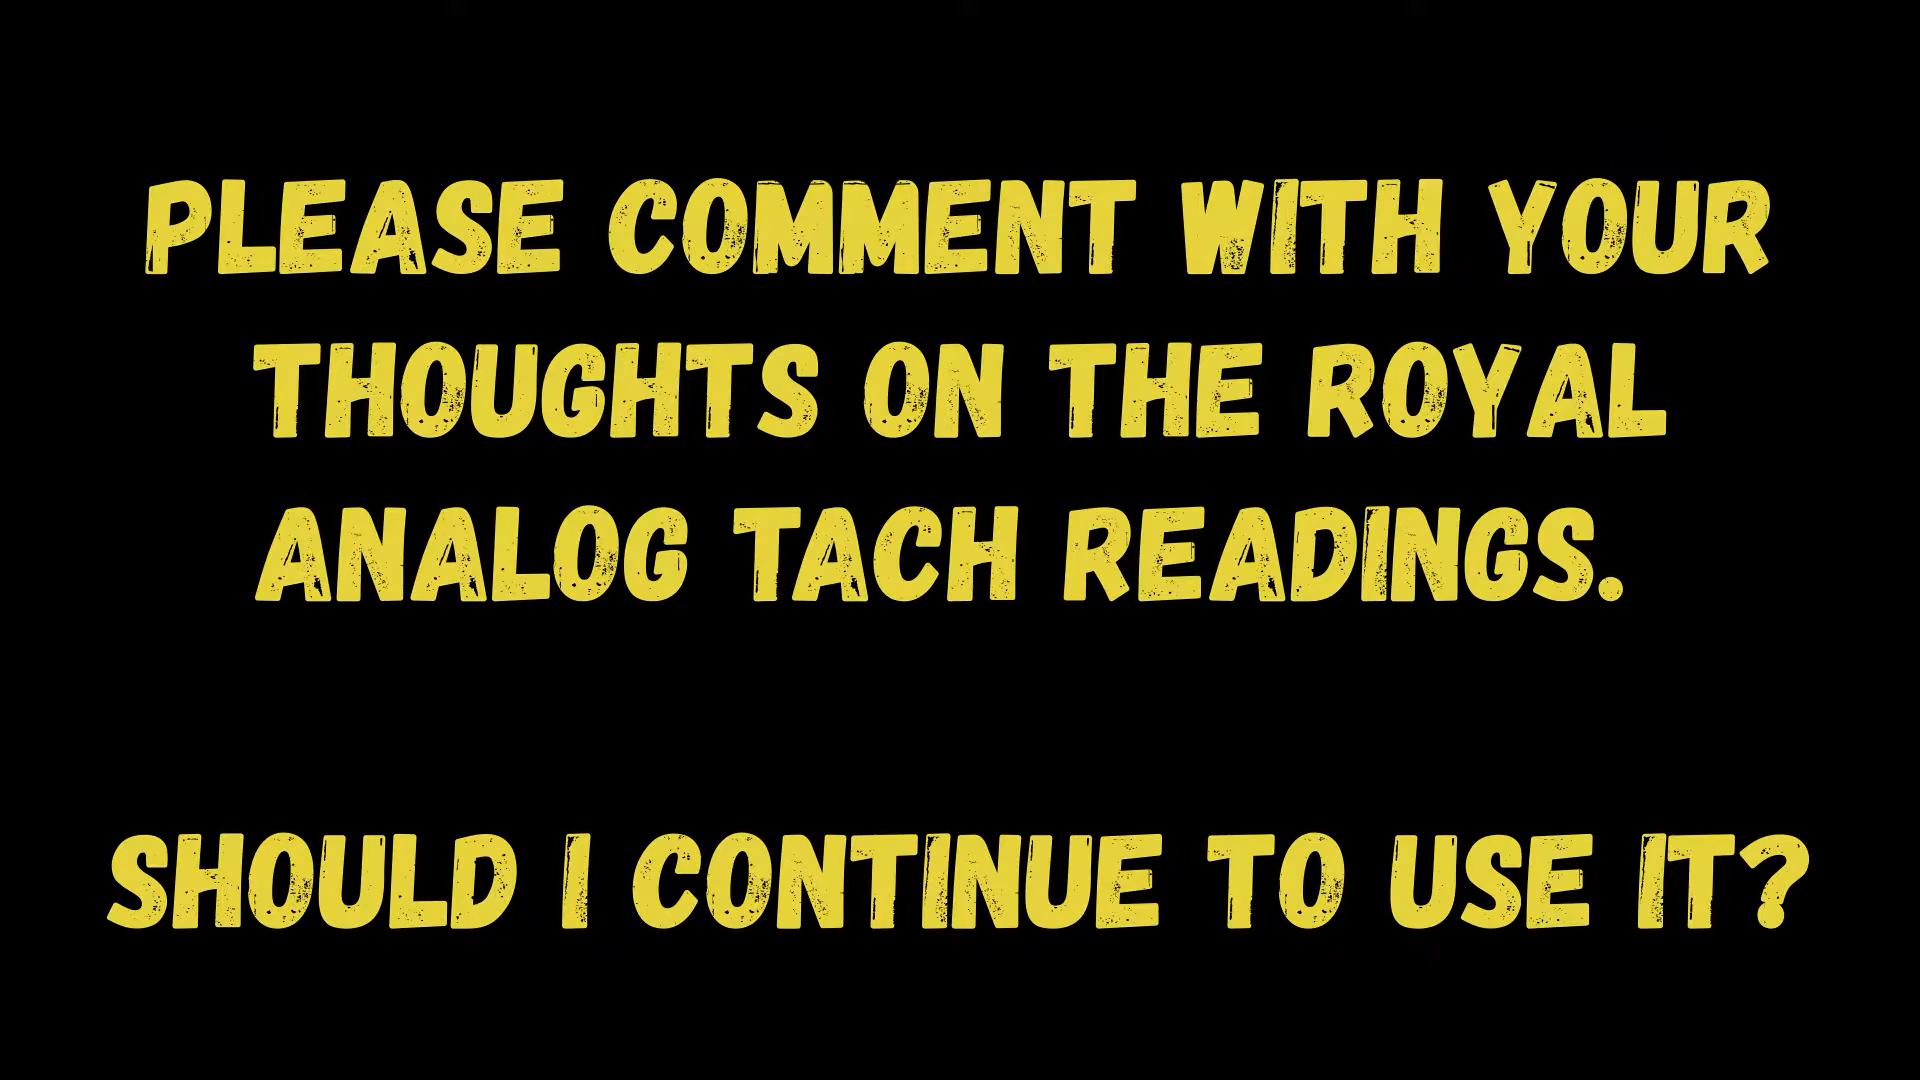 PLEASE COMMENT WITH YOUR
THOUGHTS ON THE ROYAL
ANALOG TACH READINGS.
SHOULD I CONTINUE TO USE IT?